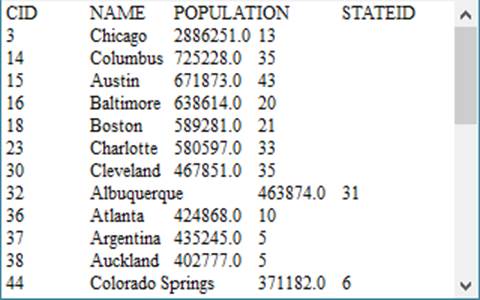 CID NAME POPULATION STATEID
3 Chicago 2886251.0 13
14 Columbus 725228.0 35
15 Austin 671873.0 43
16 Baltimore 638614.0 20
18 Boston 589281.0 21
23 Charlotte 580597.0 33
30 Cleveland 467851.0 35
32 Albuquerque 463874.0 31
36 Atlanta 424868.0 10
37 Argentina 435245.0 5
38 Auckland 402777.0 5
44 Colorado Springs 371182.0 6